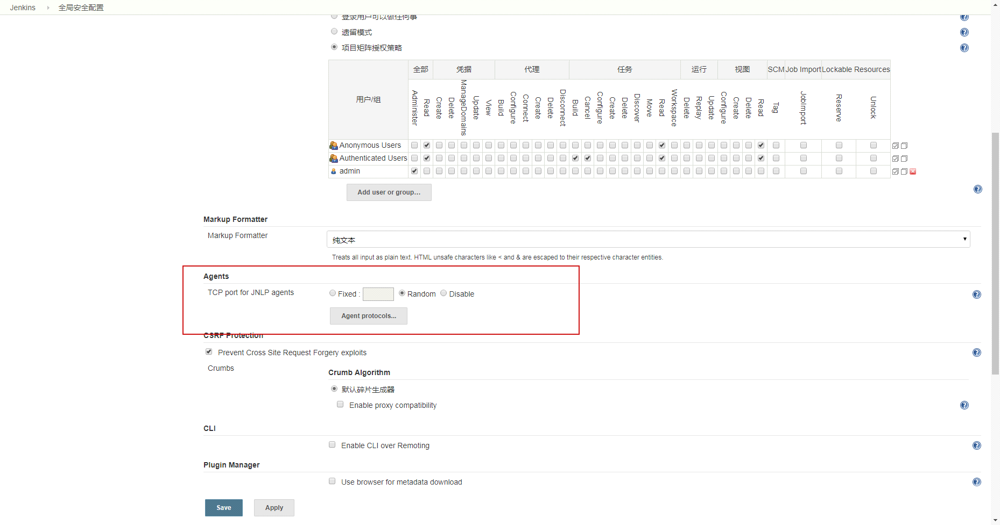 Jenkins 全局安全配置
登录用户可以做任何事
遗留模式
项目矩阵授权策略
用户/组 全部 凭据 代理 任务 运行 视图 SCM Job Import Lockable Resources
Administer Read Create Delete ManageDomains Update View Build Configure Connect Create Delete Disconnect Build Cancel Configure Create Delete Discover Move Read Workspace Delete Replay Update Configure Create Delete Read Tag JobImport Reserve Unlock
Anonymous Users
Authenticated Users
admin
Add user or group…
Markup Formatter
Markup Formatter 纯文本
Treats all input as plain text. HTML unsafe characters like < and & are escaped to their respective character entities.
Agents
TCP port for JNLP agents Fixed : Random Disable
Agent protocols...
CSRF Protection
Prevent Cross Site Request Forgery exploits
Crumbs
Crumb Algorithm
默认碎片生成器
Enable proxy compatibility
CLI
Enable CLI over Remoting
Plugin Manager
Use browser for metadata download
Save Apply